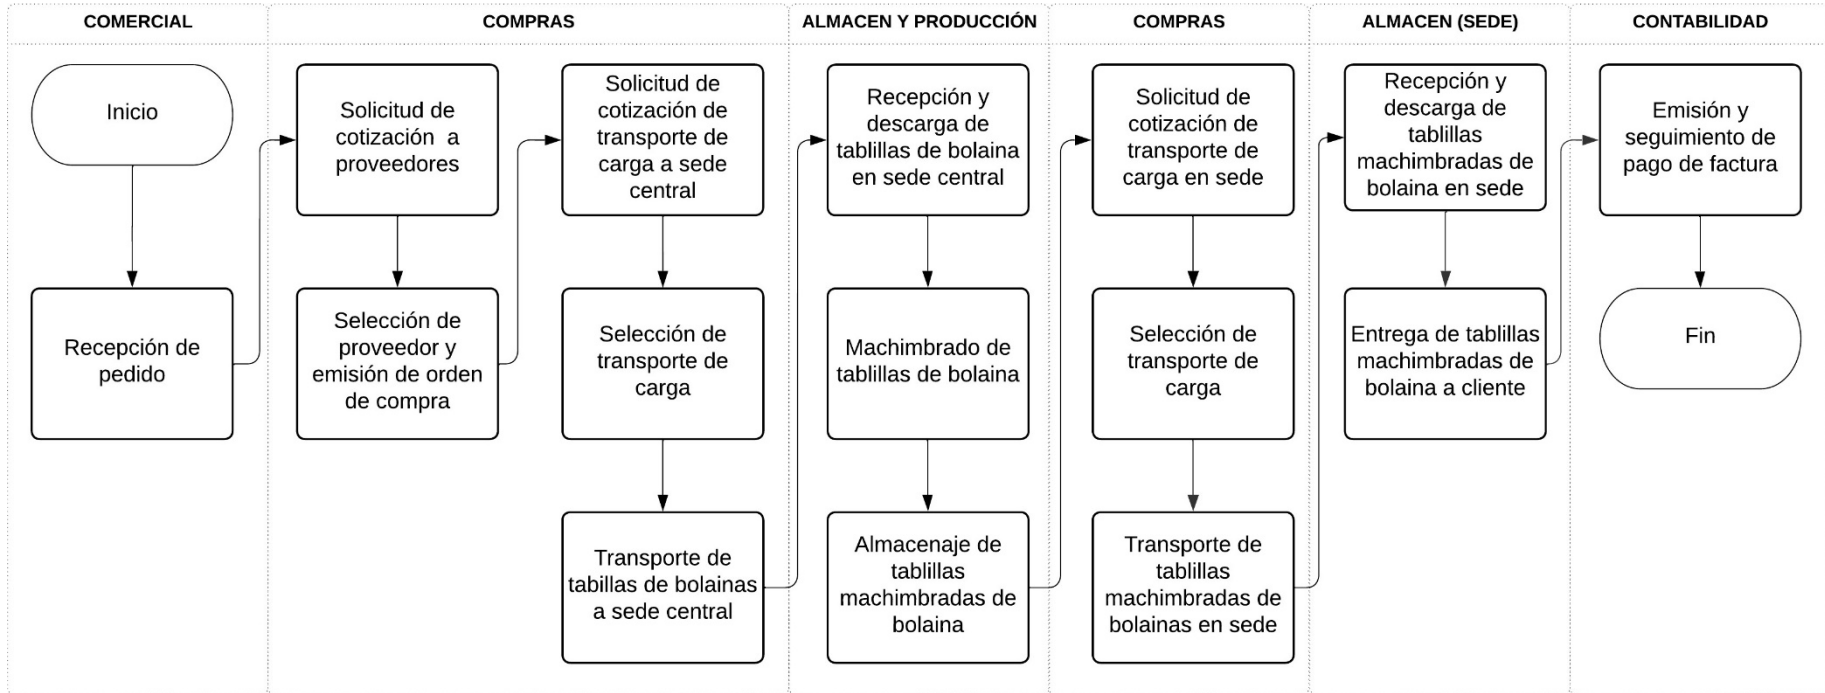 COMERCIAL
COMPRAS
ALMACEN Y PRODUCCIÓN
COMPRAS
ALMACEN (SEDE)
CONTABILIDAD
Inicio
Recepción de
pedido
Solicitud de
cotización a
proveedores
Selección de
proveedor y
emisión de orden
de compra
Solicitud de
cotización de
transporte de
carga a sede
central
Selección de
transporte de
carga
Transporte de
tabillas de bolainas
a sede central
Recepción y
descarga de
tablillas de bolaina
en sede central
Machimbrado de
tablillas de bolaina
Almacenaje de
tablillas
machimbradas de
bolaina
Solicitud de
cotización de
transporte de
carga en sede
Selección de
transporte de
carga
Transporte de
tablillas
machimbradas de
bolainas en sede
Recepción y
descarga de
tablillas
machimbradas de
bolaina en sede
Entrega de tablillas
machimbradas de
bolaina a cliente
Emisión y
seguimiento de
pago de factura
Fin